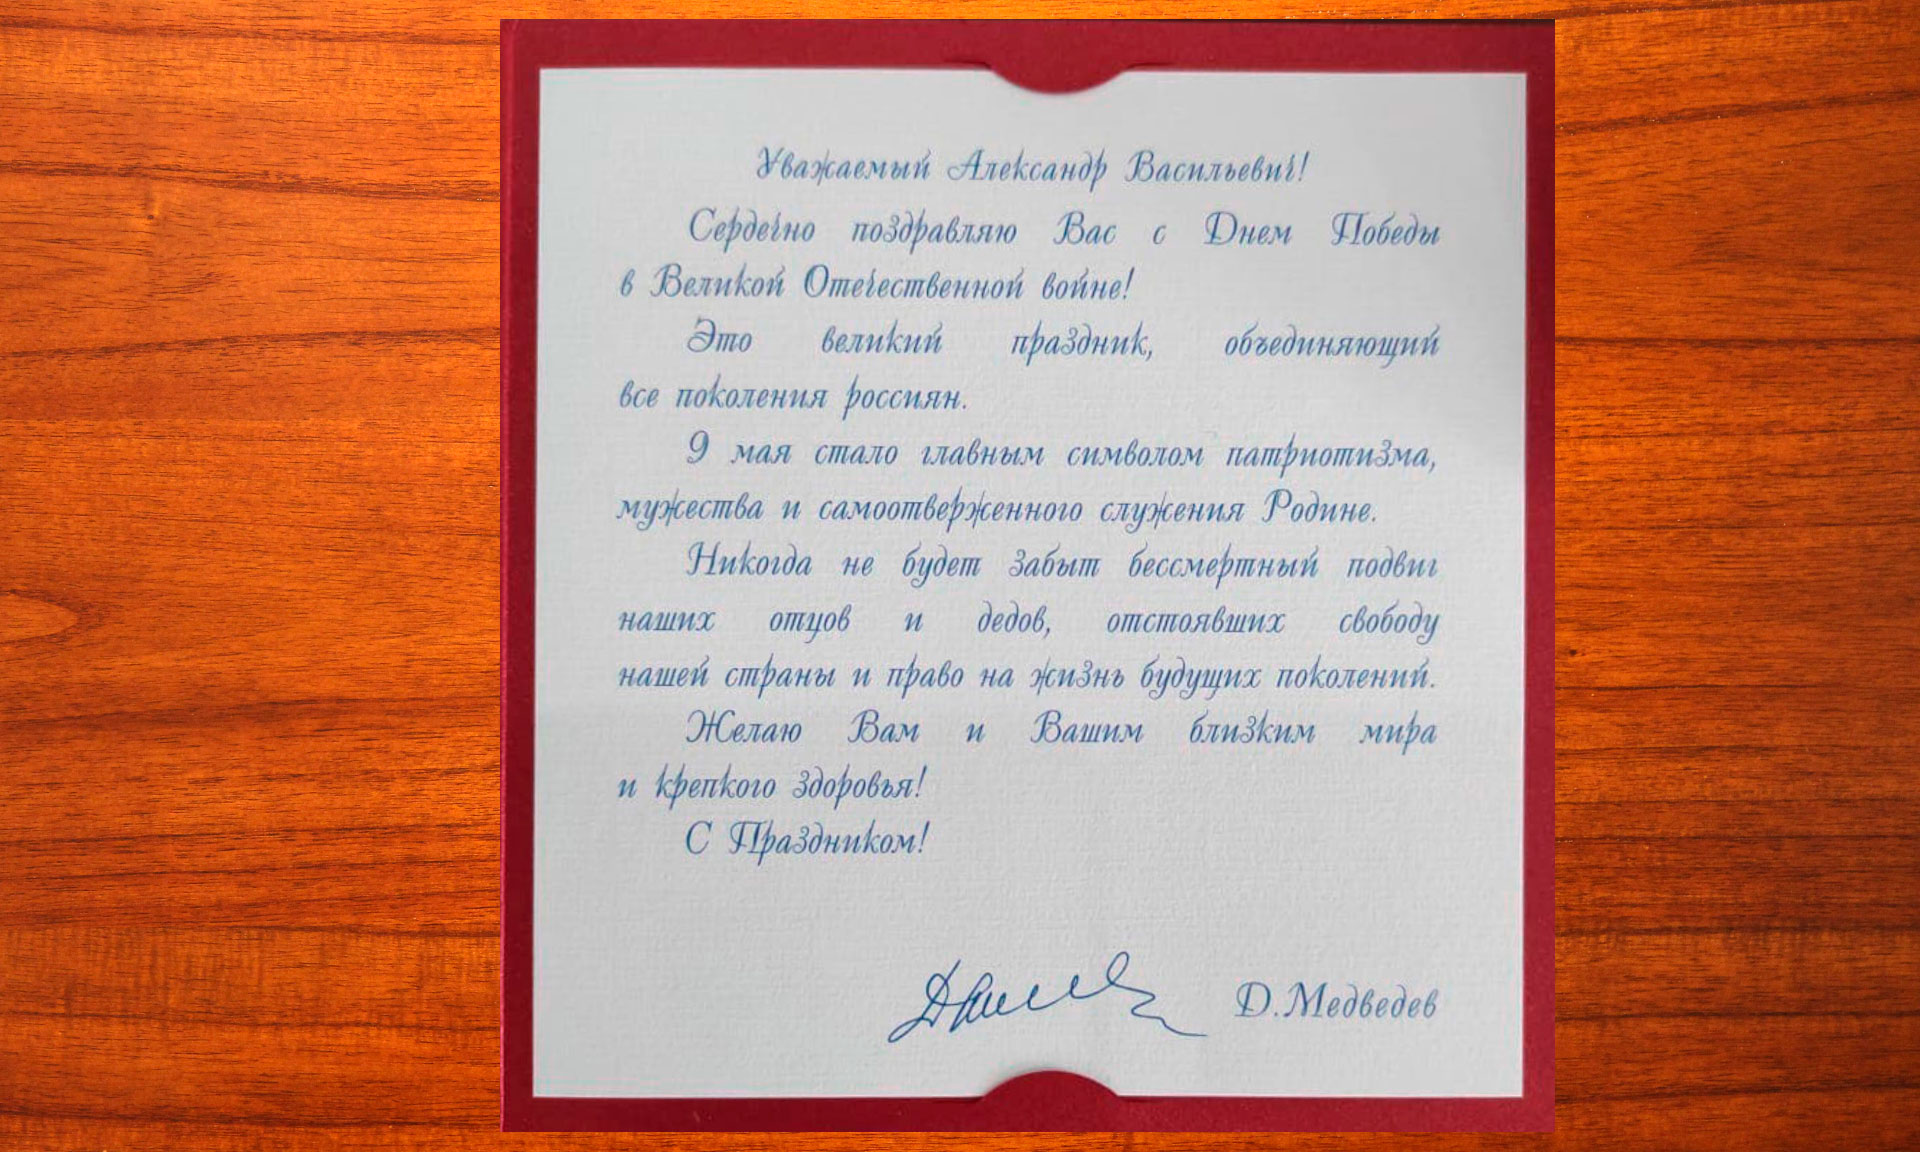 Уважаемый Александр Васильевич!
Сердечно поздравляю Вас с Днем Победы
в Великой Отечественной войне!
Это великий праздник, объединяющий
все поколения россиян.
9 мая стало главным символом патриотизма,
мужества и самоотверженного служения Родине.
Никогда не будет забыт бессмертный подвиг
наших отцов и дедов, отстоявших свободу
нашей страны и право на жизнь будущих поколений.
Желаю Вам и Вашим близким мира
и крепкого здоровья!
С Праздником!
Д.Медведев